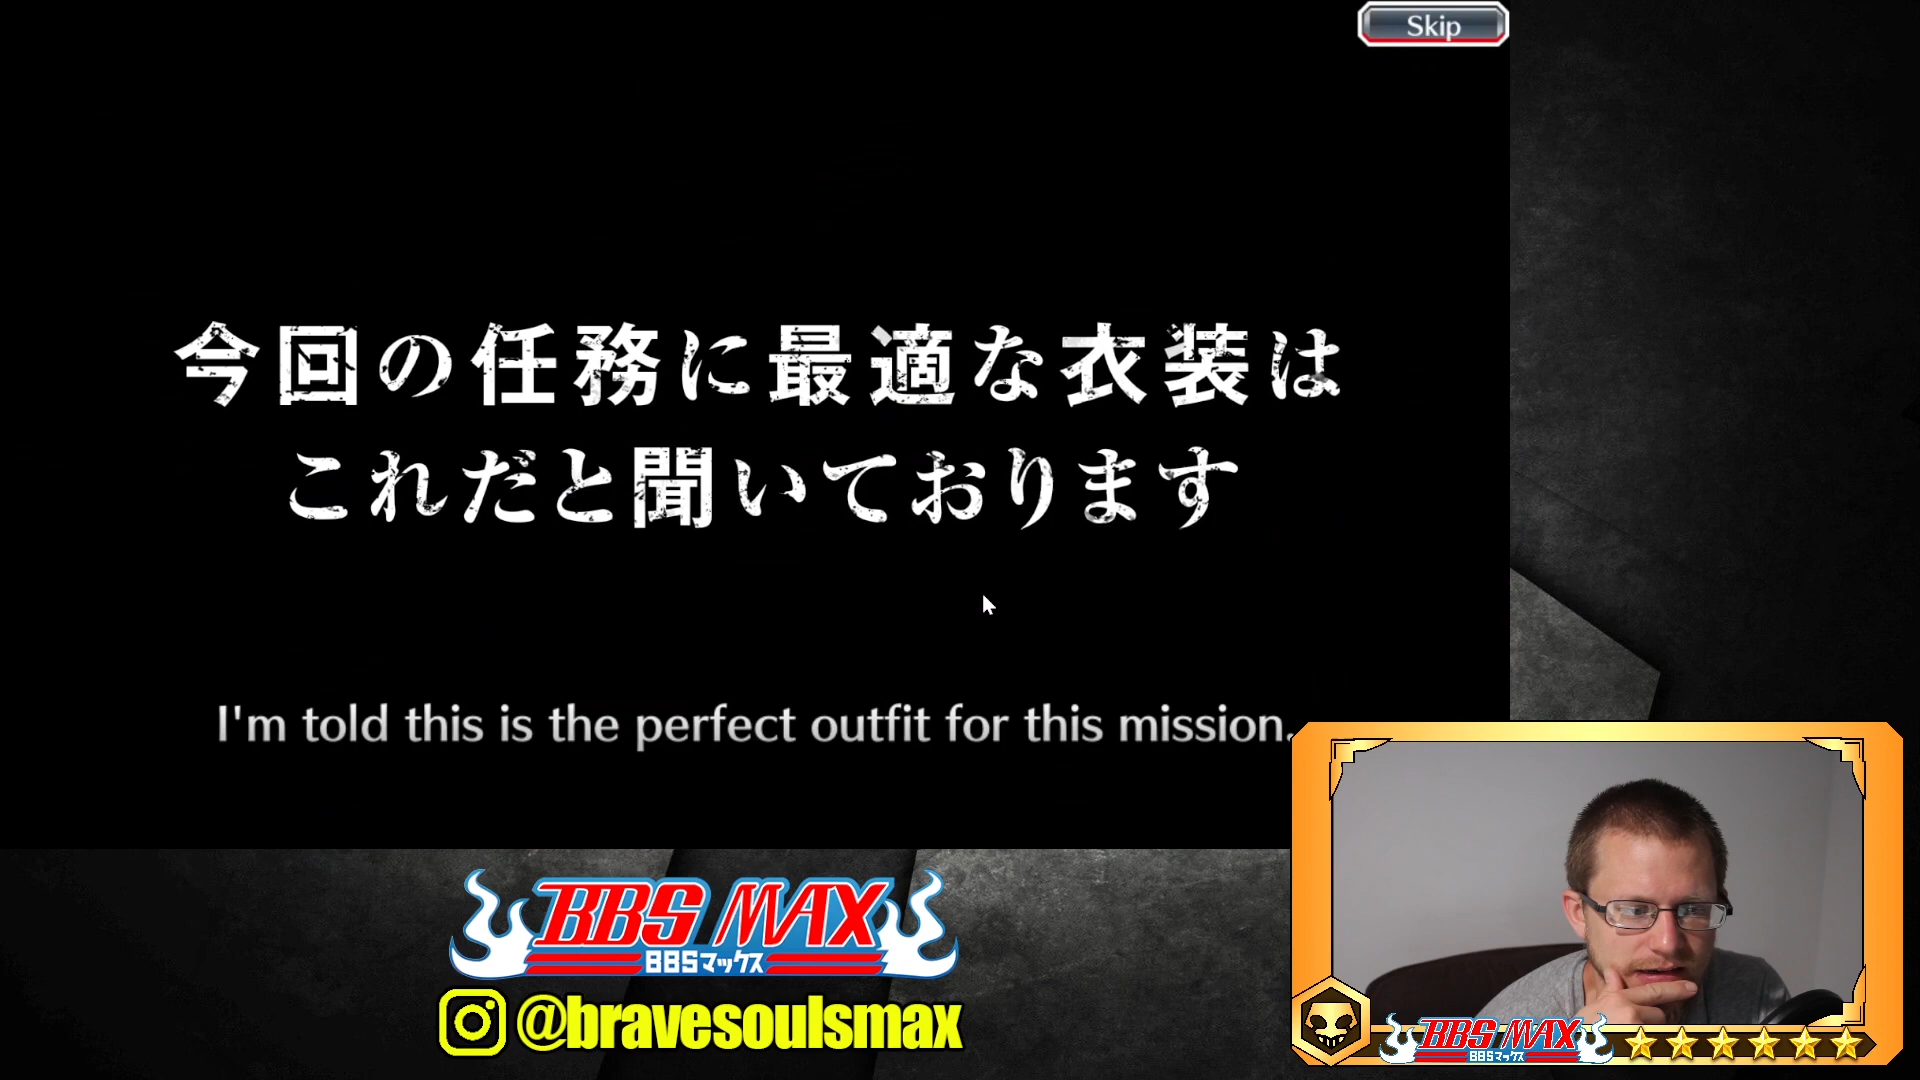 Skip
今回の任務に最適な衣装は
これだと聞いております
I'm told this is the perfect outfit for this mission.
BBS MAX
BBSマックス
@bravesoulsmax
BBS MAX
BBSマックス